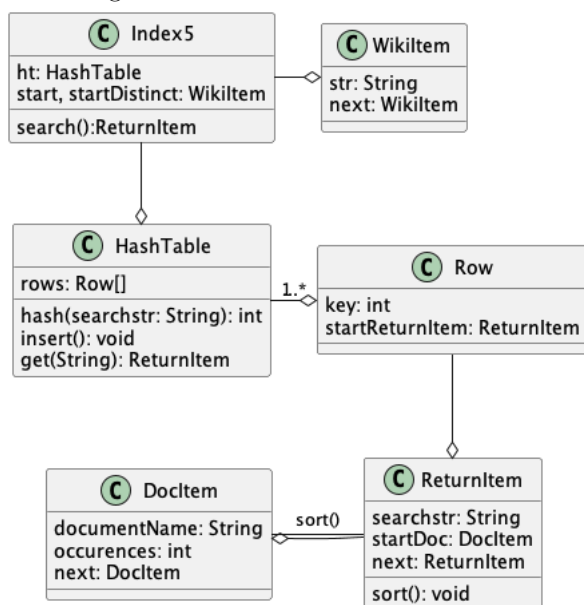 C Index5
ht: HashTable
start, startDistinct: WikiItem
search():ReturnItem
C WikiItem
str: String
next: WikiItem
C HashTable
rows: Row[]
hash(searchstr: String): int
insert(): void
get(String): ReturnItem
1.*
C Row
key: int
startReturnItem: ReturnItem
C DocItem
documentName: String
occurences: int
next: DocItem
sort()
C ReturnItem
searchstr: String
startDoc: DocItem
next: ReturnItem
sort(): void